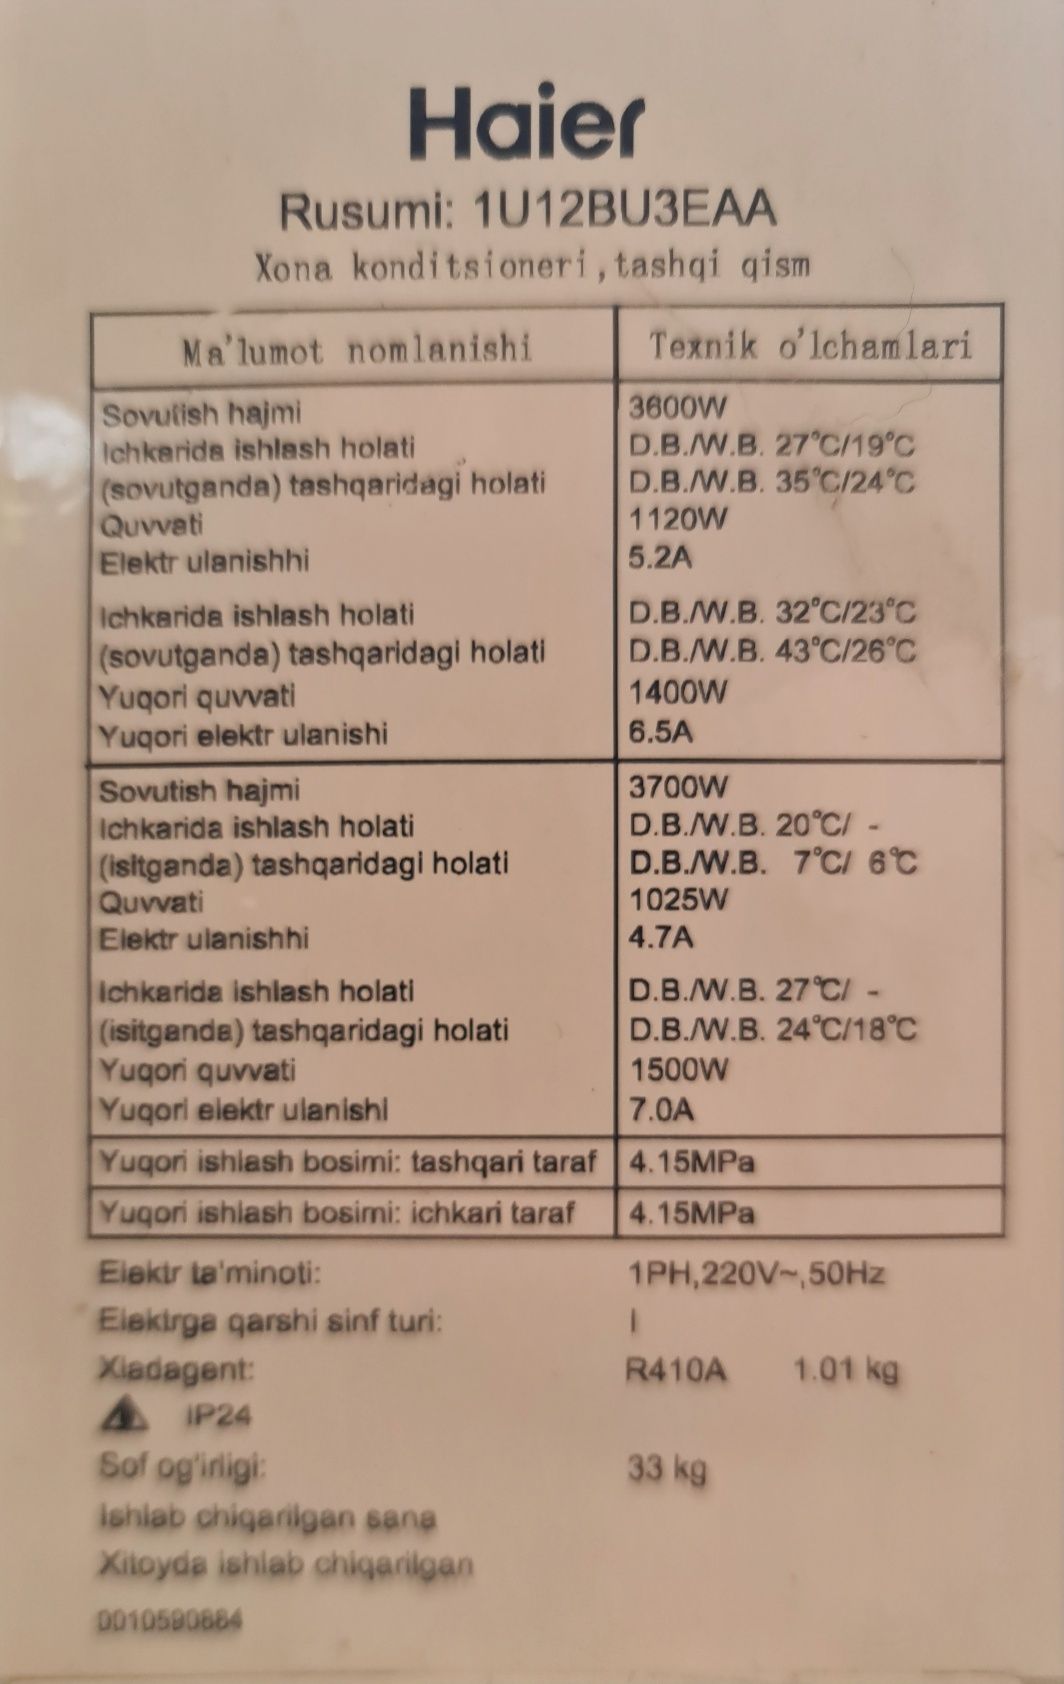 Haier
Rusumi: 1U12BU3EAA
Xona konditsioneri,tashqi qism
Ma'lumot nomlanishi Texnik o'lchamlari
Sovutish hajmi 3600W
Ichkarida ishlash holati D.B./W.B. 27°C/19°C
(sovutganda) tashqaridagi holati D.B./W.B. 35°C/24°C
Quvvati 1120W
Elektr ulanishhi 5.2A
Ichkarida ishlash holati D.B./W.B. 32°C/23°C
(sovutganda) tashqaridagi holati D.B./W.B. 43°C/26°C
Yuqori quvvati 1400W
Yuqori elektr ulanishi 6.5A
Sovutish hajmi 3700W
Ichkarida ishlash holati D.B./W.B. 20°C/ -
(isitganda) tashqaridagi holati D.B./W.B. 7°C/ 6°C
Quvvati 1025W
Elektr ulanishhi 4.7A
Ichkarida ishlash holati D.B./W.B. 27°C/ -
(isitganda) tashqaridagi holati D.B./W.B. 24°C/18°C
Yuqori quvvati 1500W
Yuqori elektr ulanishi 7.0A
Yuqori ishlash bosimi: tashqari taraf 4.15MPa
Yuqori ishlash bosimi: ichkari taraf 4.15MPa
Elektr ta'minoti: 1PH,220V~,50Hz
Elektrga qarshi sinf turi: I
Xladagent: R410A 1.01 kg
IP24
Sof og'irligi: 33 kg
Ishlab chiqarilgan sana
Xitoyda ishlab chiqarilgan
0010590884